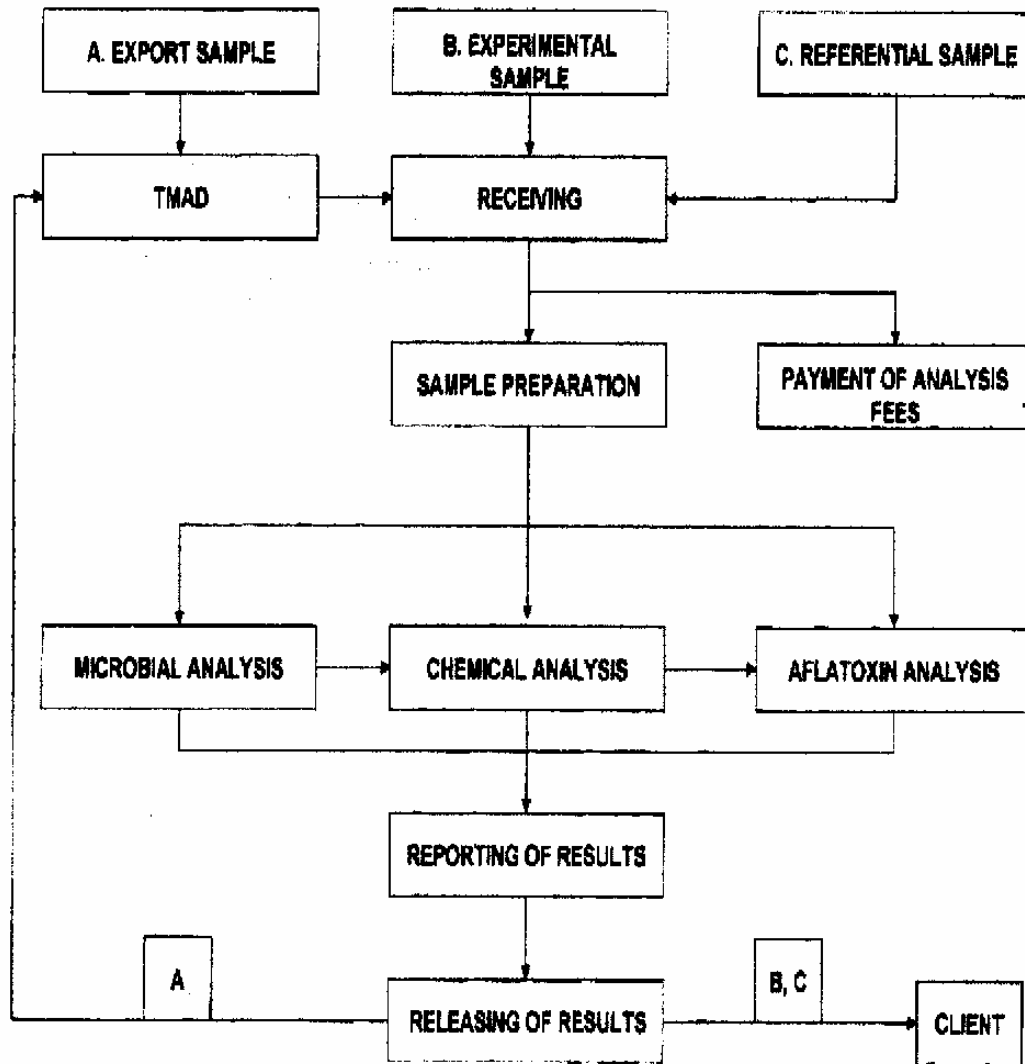 A. EXPORT SAMPLE
B. EXPERIMENTAL
SAMPLE
C. REFERENTIAL SAMPLE
TMAD
RECEIVING
SAMPLE PREPARATION
PAYMENT OF ANALYSIS
FEES
MICROBIAL ANALYSIS
CHEMICAL ANALYSIS
AFLATOXIN ANALYSIS
REPORTING OF RESULTS
A
B, C
RELEASING OF RESULTS
CLIENT